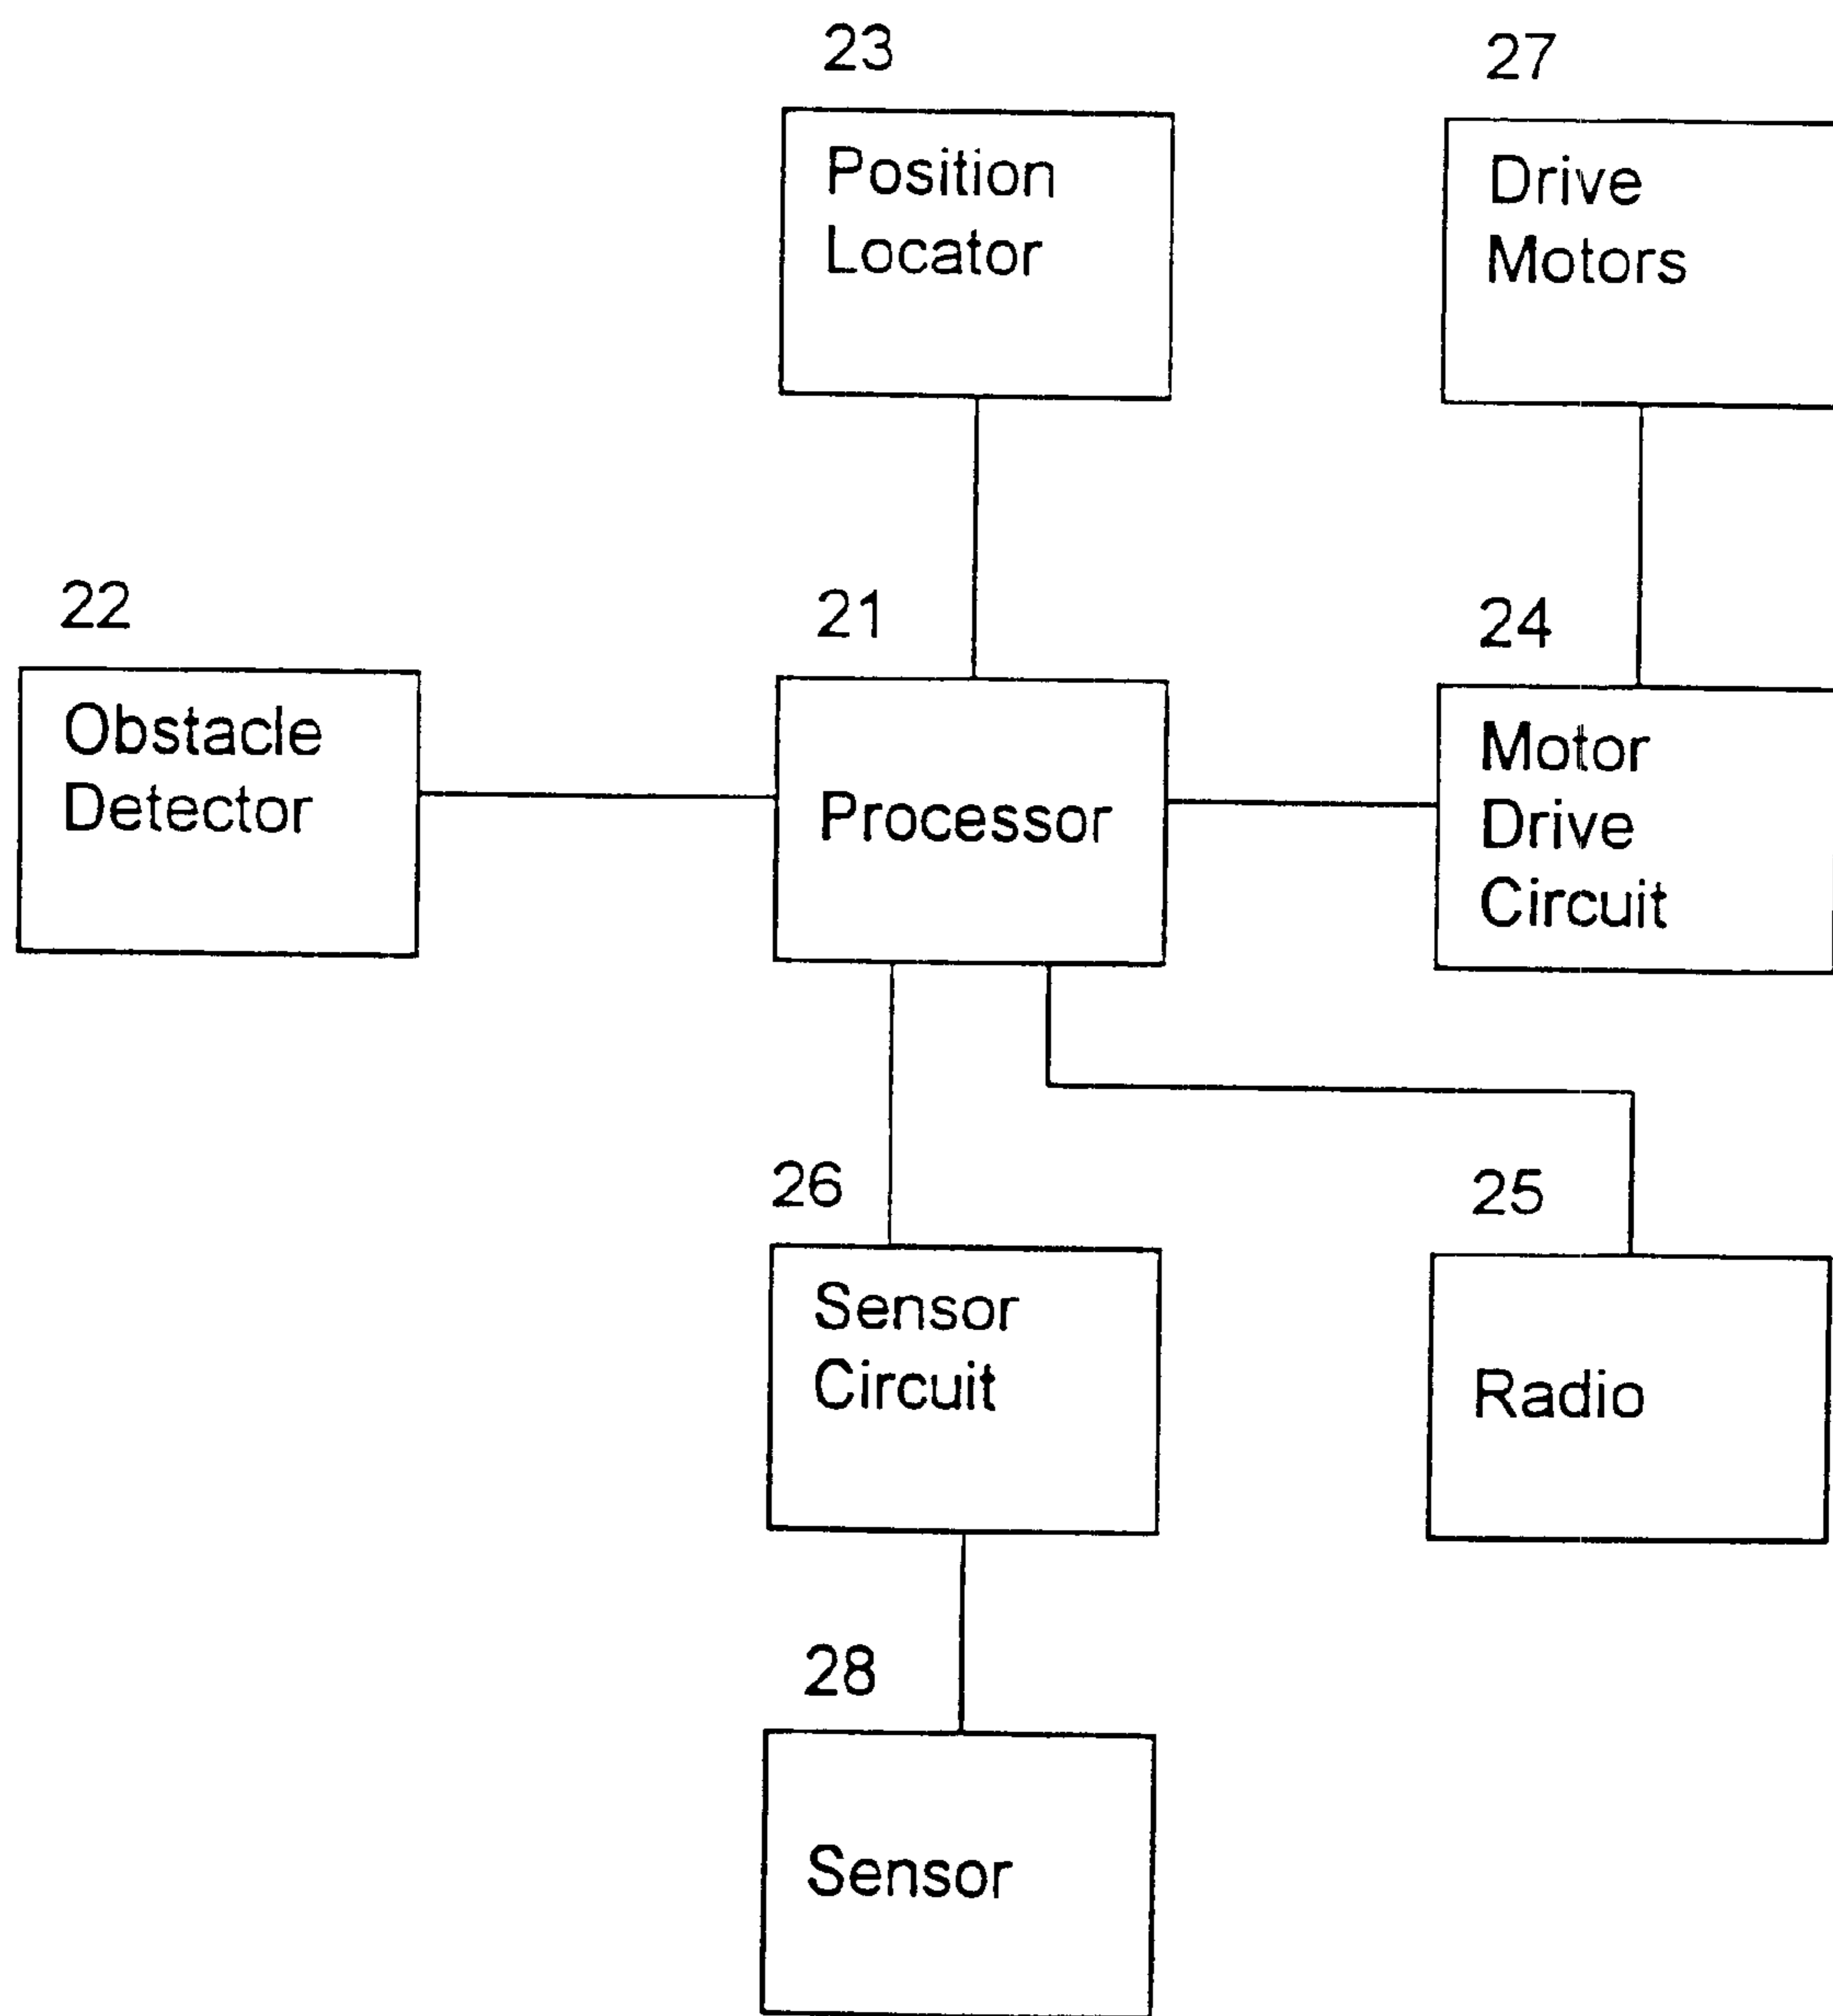 23
Position
Locator
27
Drive
Motors
22
Obstacle
Detector
21
Processor
24
Motor
Drive
Circuit
26
Sensor
Circuit
25
Radio
28
Sensor